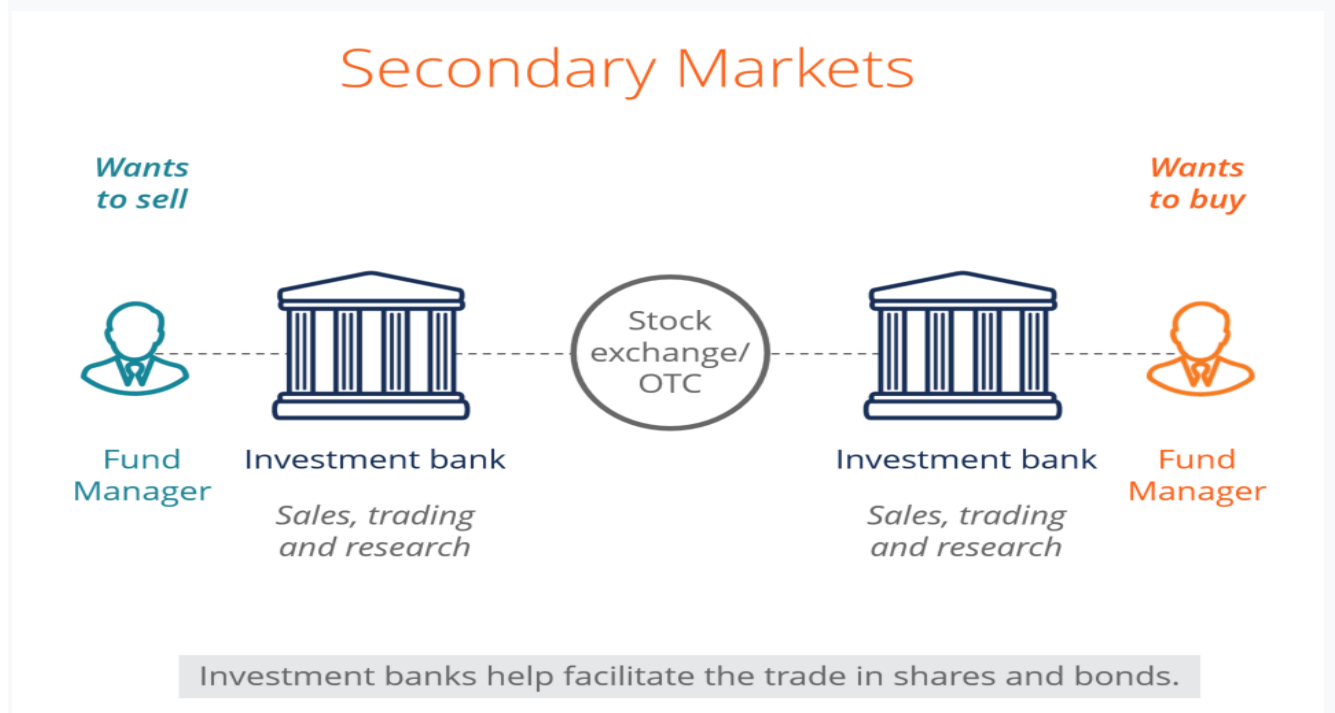 Secondary Markets
Wants
to sell
Wants
to buy
Stock
exchange/
OTC
Fund
Manager
Investment bank
Sales, trading
and research
Investment bank
Sales, trading
and research
Fund
Manager
Investment banks help facilitate the trade in shares and bonds.